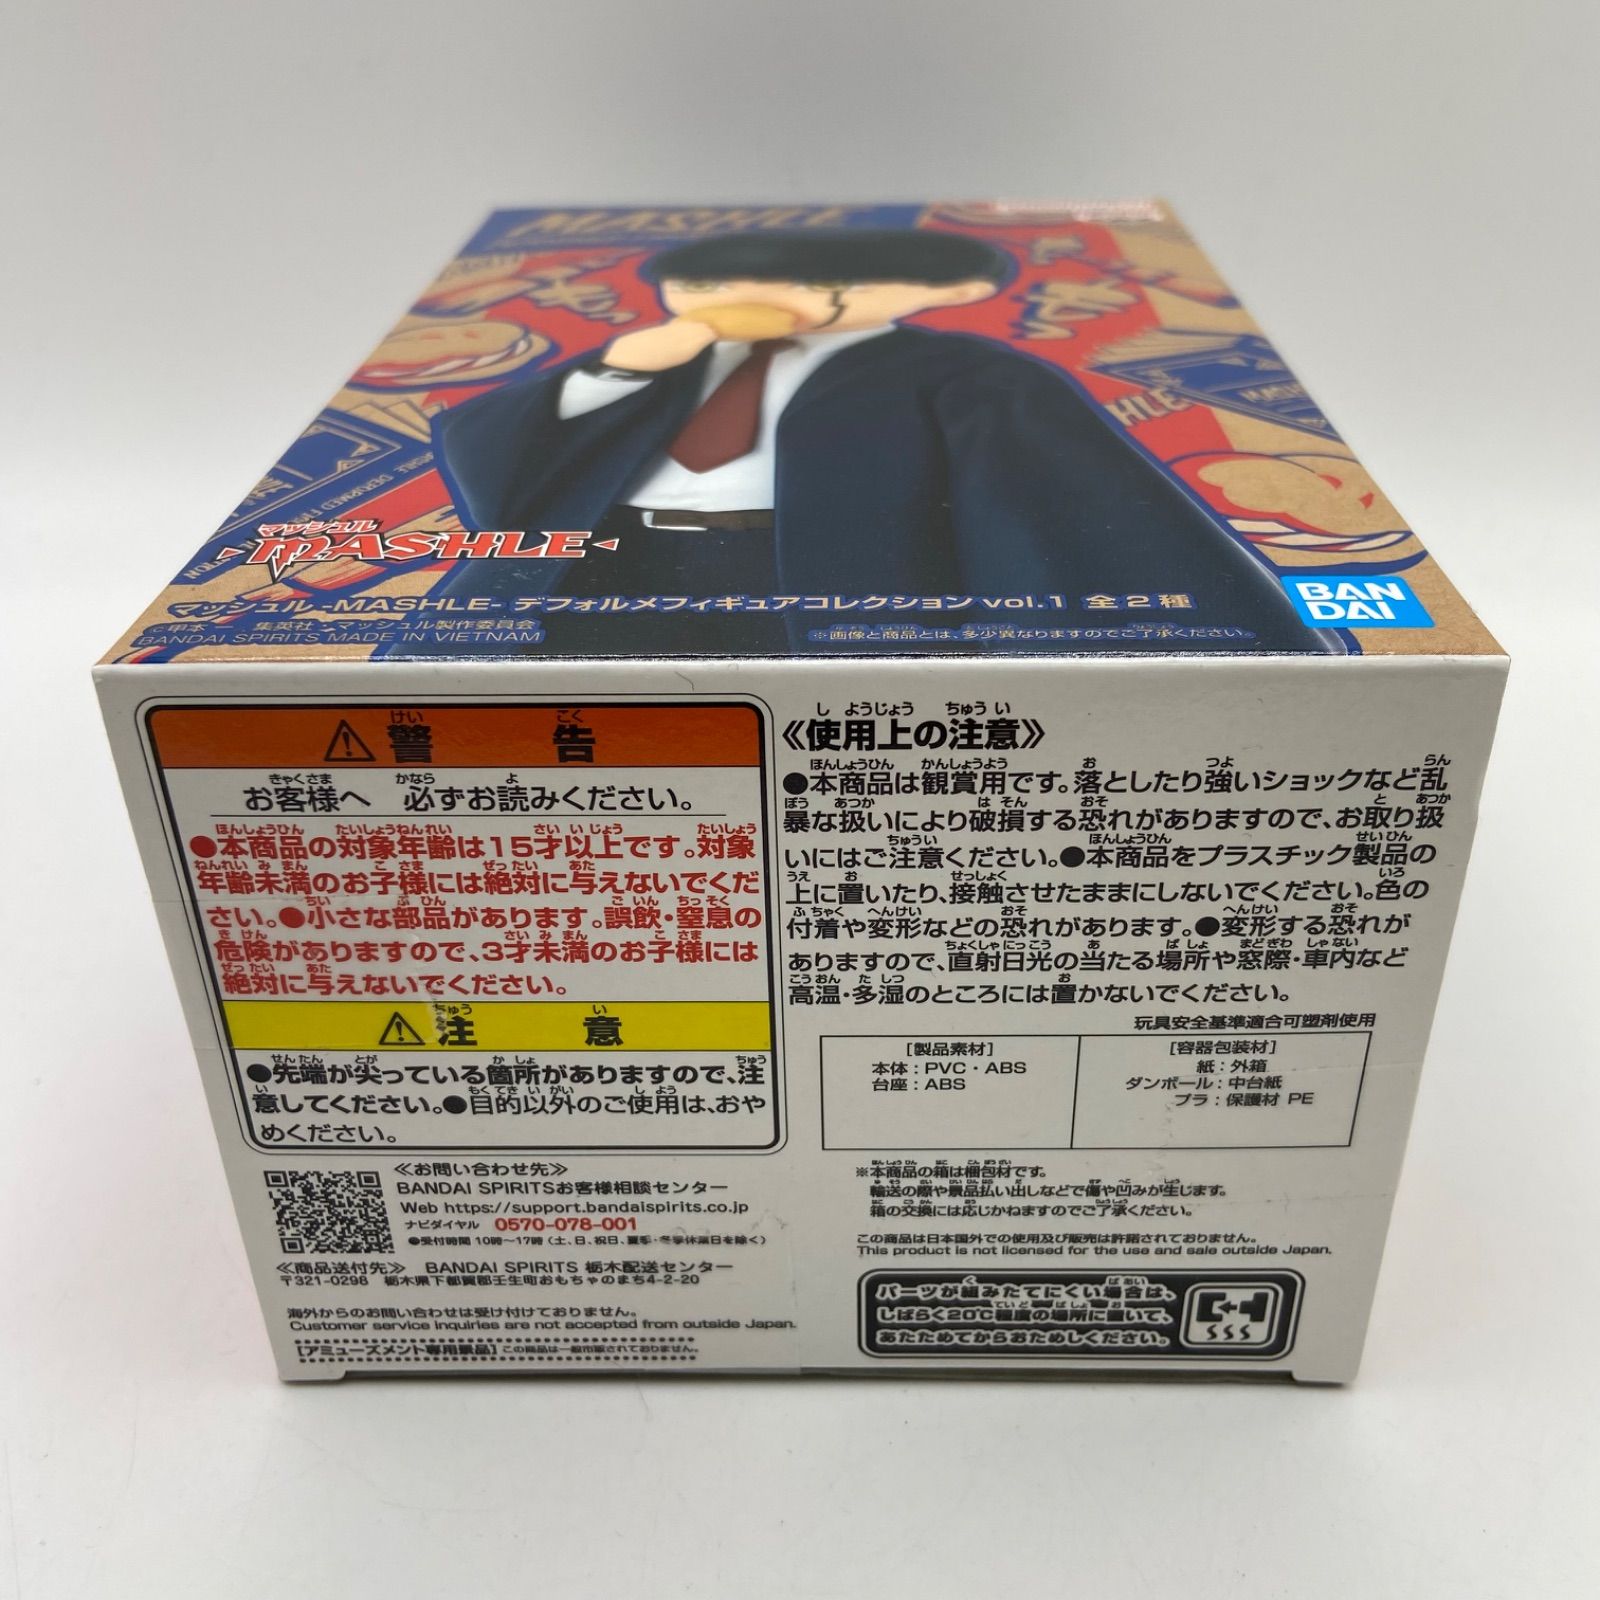 MASHLE
マッシュル
MASHLE
マッシュル -MASHLE- デフォルメフィギュアコレクション vol.1 全2種
©甲本一 集英社・マッシュル製作委員会
BANDAI SPIRITS MADE IN VIETNAM
※画像と商品とは、多少異なりますのでご了承ください。
BAN
DAI
警告
お客様へ 必ずお読みください。
●本商品の対象年齢は15才以上です。対象
年齢未満のお子様には絶対に与えないでくだ
さい。●小さな部品があります。誤飲・窒息の
危険がありますので、3才未満のお子様には
絶対に与えないでください。
注意
●先端が尖っている箇所がありますので、注
意してください。●目的以外のご使用は、おや
めください。
≪お問い合わせ先≫
BANDAI SPIRITSお客様相談センター
Web https://support.bandaispirits.co.jp
ナビダイヤル 0570-078-001
●受付時間 10時〜17時(土、日、祝日、夏季・冬季休業日を除く)
≪商品送付先≫ BANDAI SPIRITS 栃木配送センター
〒321-0298 栃木県下都賀郡壬生町おもちゃのまち4-2-20
海外からのお問い合わせは受け付けておりません。
Customer service inquiries are not accepted from outside Japan.
[アミューズメント専用景品] この商品は一般市販されておりません。
≪使用上の注意≫
●本商品は観賞用です。落としたり強いショックなど乱
暴な扱いにより破損する恐れがありますので、お取り扱
いにはご注意ください。●本商品をプラスチック製品の
上に置いたり、接触させたままにしないでください。色の
付着や変形などの恐れがあります。●変形する恐れが
ありますので、直射日光の当たる場所や窓際・車内など
高温・多湿のところには置かないでください。
玩具安全基準適合可塑剤使用
[製品素材]
本体:PVC・ABS
台座:ABS
[容器包装材]
紙:外箱
ダンボール:中台紙
プラ:保護材 PE
※本商品の箱は梱包材です。
輸送の際や景品払い出しなどで傷や凹みが生じます。
箱の交換には応じかねますのでご了承ください。
この商品は日本国外での使用及び販売は許諾されておりません。
This product is not licensed for the use and sale outside Japan.
パーツが組みたてにくい場合は、
しばらく20℃程度の場所に置いて、
あたためてからおためしください。